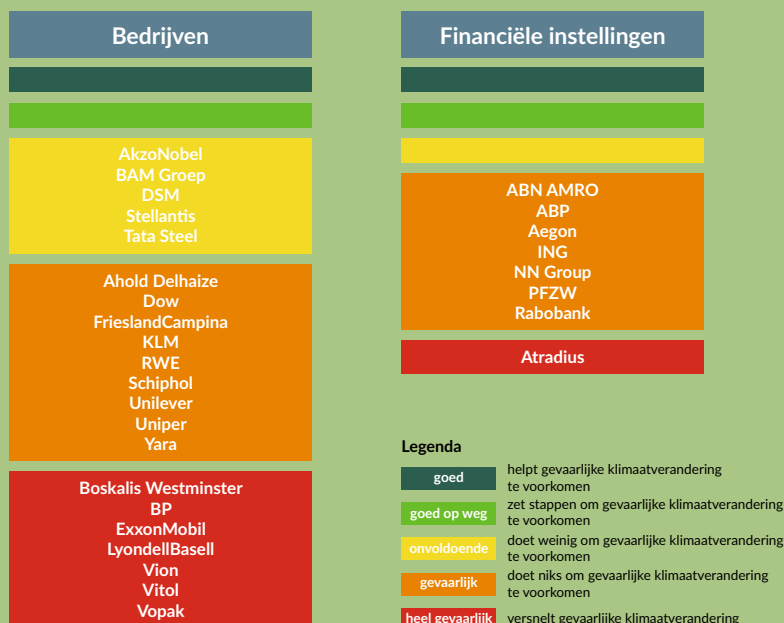 Bedrijven
AkzoNobel
BAM Groep
DSM
Stellantis
Tata Steel
Ahold Delhaize
Dow
FrieslandCampina
KLM
RWE
Schiphol
Unilever
Uniper
Yara
Boskalis Westminster
BP
ExxonMobil
LyondellBasell
Vion
Vitol
Vopak
Financiële instellingen
ABN AMRO
ABP
Aegon
ING
NN Group
PFZW
Rabobank
Atradius
Legenda
goed
helpt gevaarlijke klimaatverandering
te voorkomen
goed op weg
zet stappen om gevaarlijke klimaatverandering
te voorkomen
onvoldoende
doet weinig om gevaarlijke klimaatverandering
te voorkomen
gevaarlijk
doet niks om gevaarlijke klimaatverandering
te voorkomen
heel gevaarlijk
versnelt gevaarlijke klimaatverandering